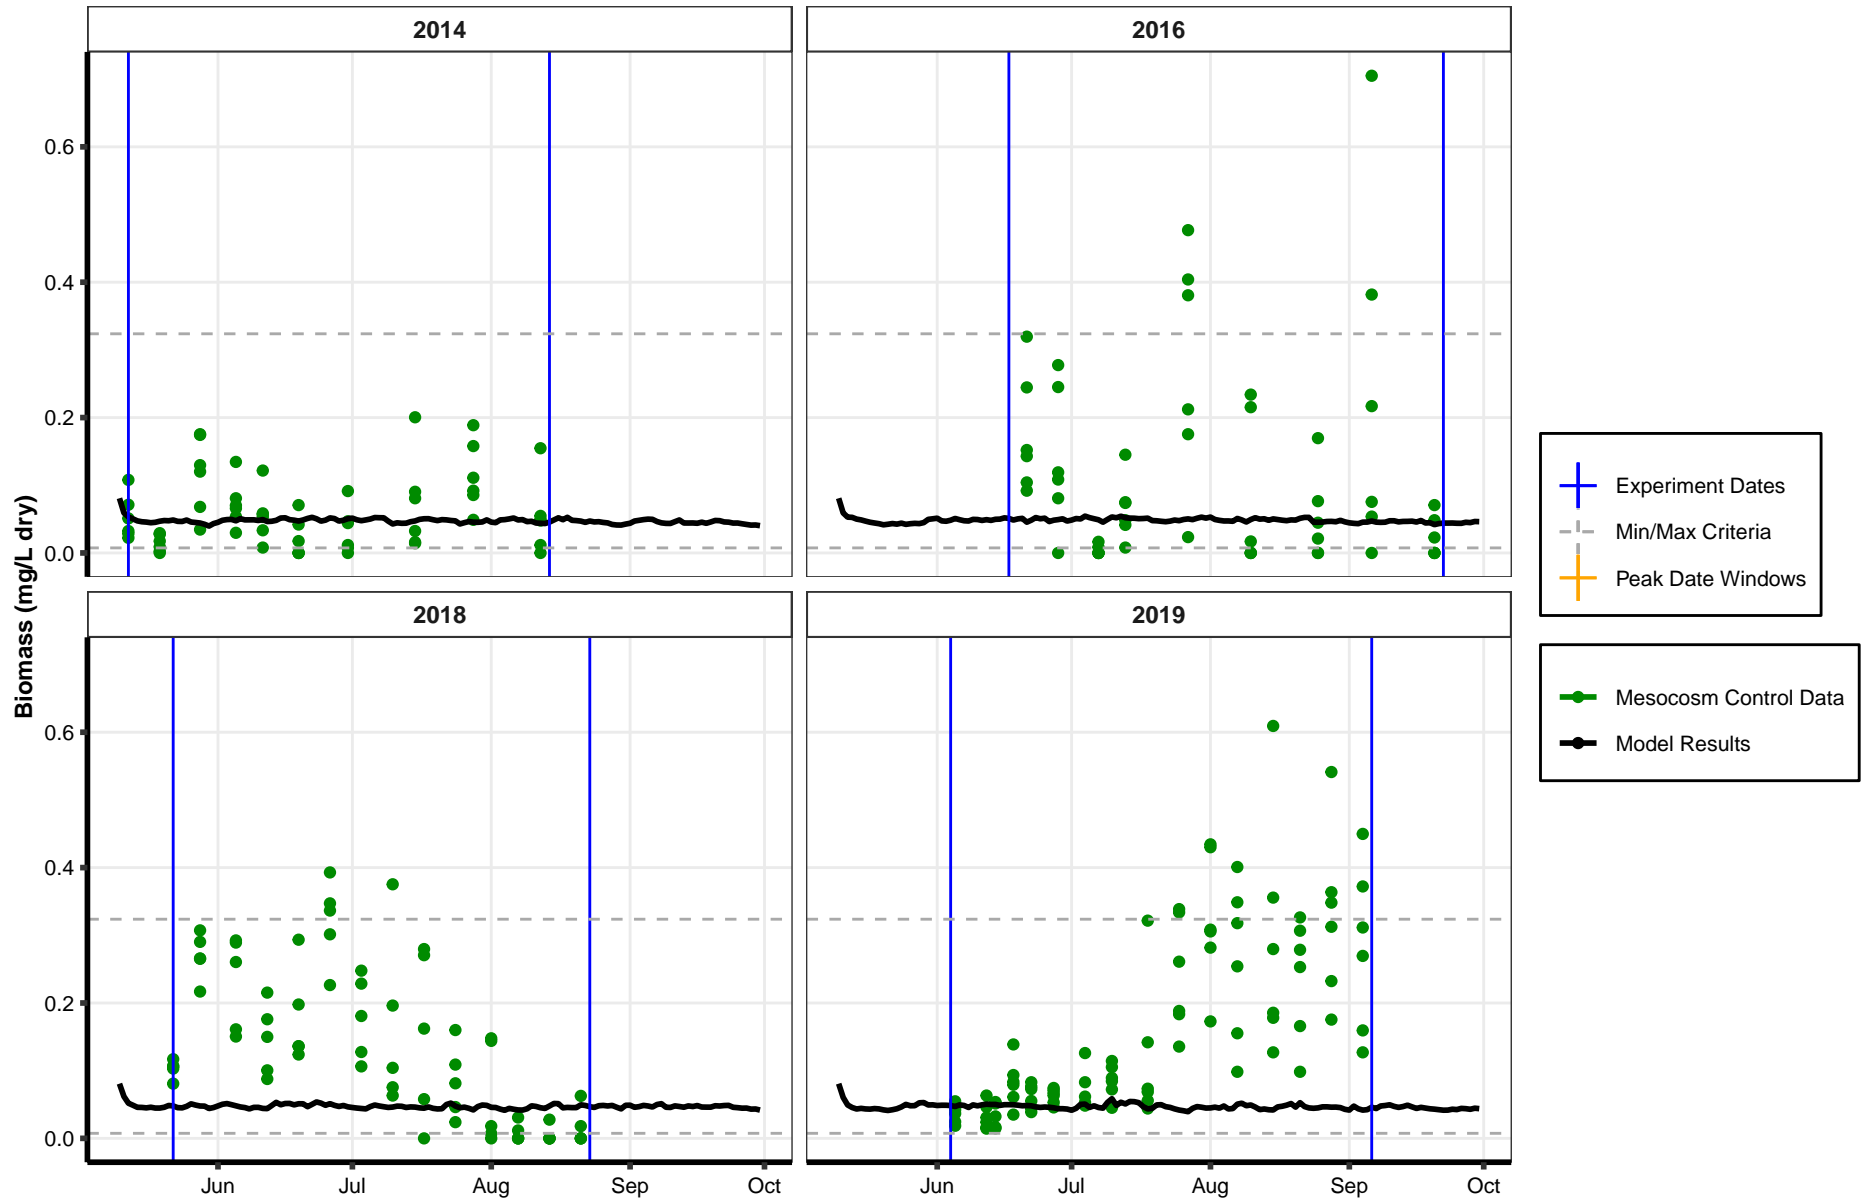 2014
2016
0.6
0.4
0.2
0.0
2018
2019
0.6
0.4
0.2
0.0
Jun
Jul
Aug
Sep
Oct
Jun
Jul
Aug
Sep
Oct
Biomass (mg/L dry)
Experiment Dates
Min/Max Criteria
Peak Date Windows
Mesocosm Control Data
Model Results